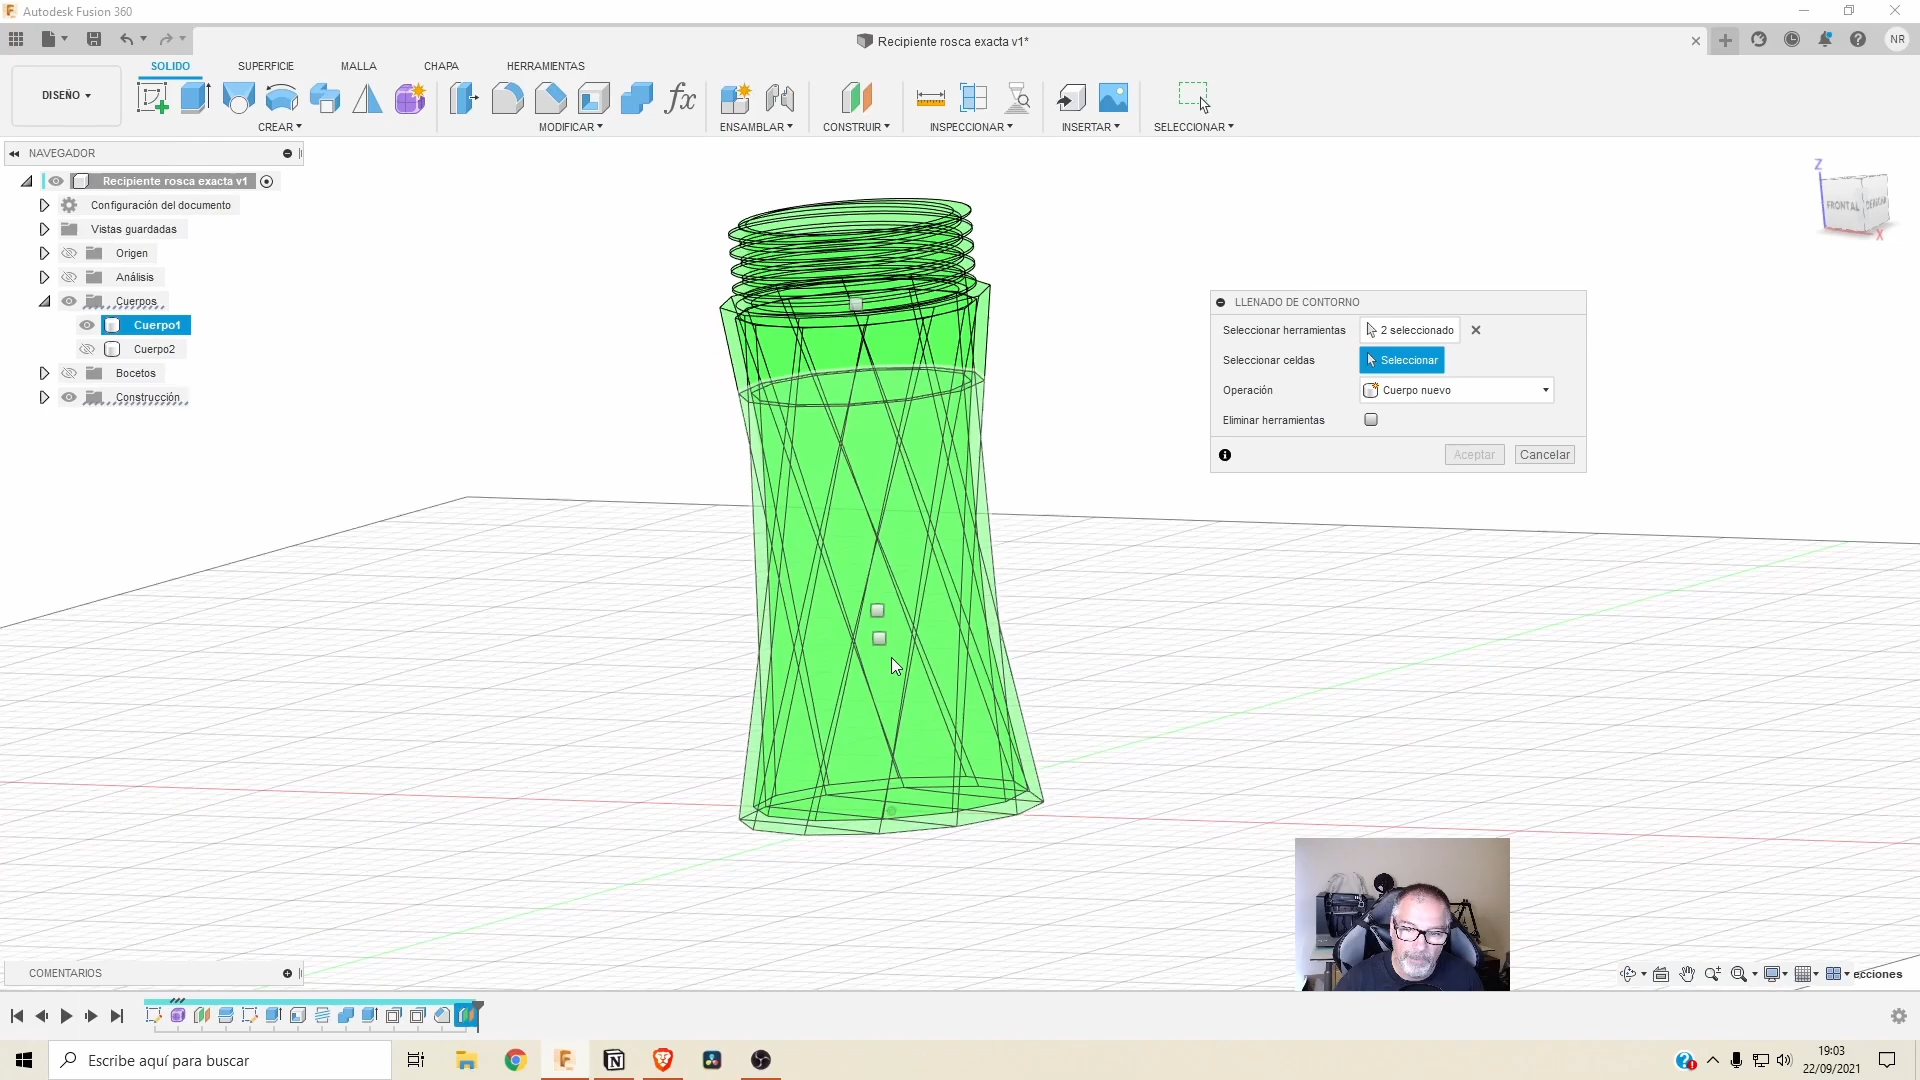 Autodesk Fusion 360
Recipiente rosca exacta v1*
NR
DISEÑO
SOLIDO
SUPERFICIE
MALLA
CHAPA
HERRAMIENTAS
fx
CREAR
MODIFICAR
ENSAMBLAR
CONSTRUIR
INSPECCIONAR
INSERTAR
SELECCIONAR
NAVEGADOR
Recipiente rosca exacta v1
Configuración del documento
Vistas guardadas
Origen
Análisis
Cuerpos
Cuerpo1
Cuerpo2
Bocetos
Construcción
Z
FRONTAL
X
LLENADO DE CONTORNO
Seleccionar herramientas
2 seleccionado
Seleccionar celdas
Seleccionar
Operación
Cuerpo nuevo
Eliminar herramientas
Aceptar
Cancelar
COMENTARIOS
ecciones
Escribe aquí para buscar
19:03
22/09/2021